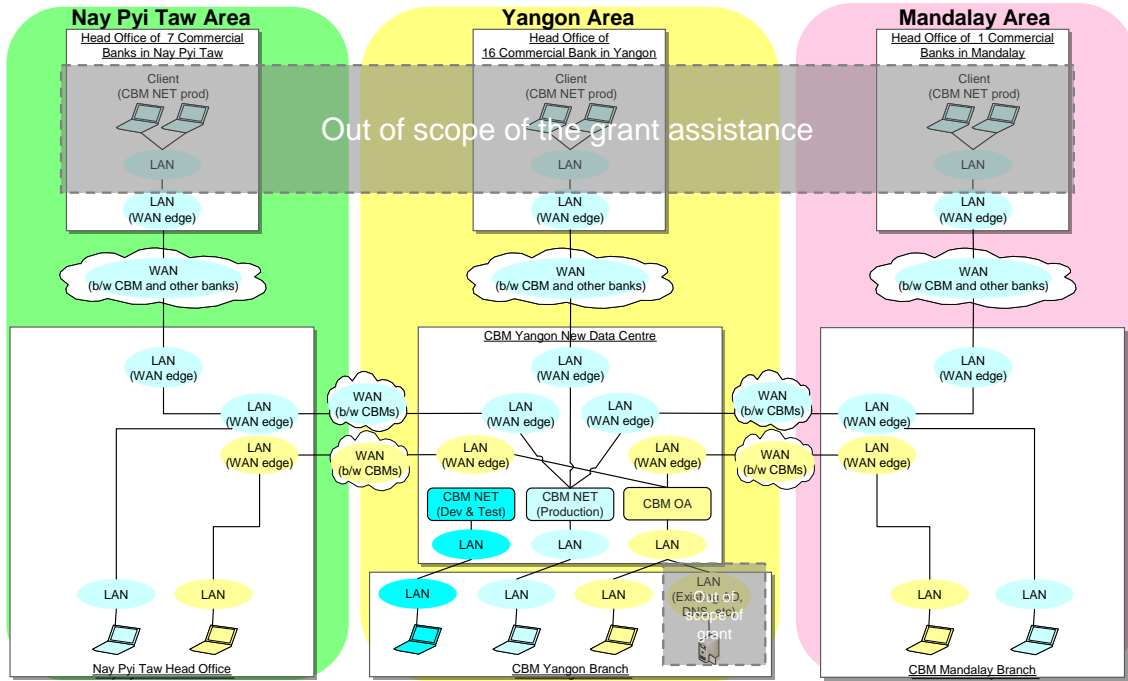 Nay Pyi Taw Area
Yangon Area
Mandalay Area
Head Office of 7 Commercial
Banks in Nay Pyi Taw
Head Office of
16 Commercial Bank in Yangon
Head Office of 1 Commercial
Banks in Mandalay
Client
(CBM NET prod)
Client
(CBM NET prod)
Client
(CBM NET prod)
Out of scope of the grant assistance
LAN
LAN
LAN
LAN
(WAN edge)
LAN
(WAN edge)
LAN
(WAN edge)
WAN
(b/w CBM and other banks)
WAN
(b/w CBM and other banks)
WAN
(b/w CBM and other banks)
CBM Yangon New Data Centre
LAN
(WAN edge)
LAN
(WAN edge)
LAN
(WAN edge)
LAN
(WAN edge)
WAN
(b/w CBMs)
LAN
(WAN edge)
LAN
(WAN edge)
WAN
(b/w CBMs)
LAN
(WAN edge)
LAN
(WAN edge)
WAN
(b/w CBMs)
LAN
(WAN edge)
LAN
(WAN edge)
WAN
(b/w CBMs)
LAN
(WAN edge)
CBM NET
(Dev & Test)
CBM NET
(Production)
CBM OA
LAN
LAN
LAN
LAN
LAN
LAN
LAN
LAN
LAN
(Existing AD,
DNS, etc)
Out of
scope of
grant
LAN
LAN
Nay Pyi Taw Head Office
CBM Yangon Branch
CBM Mandalay Branch